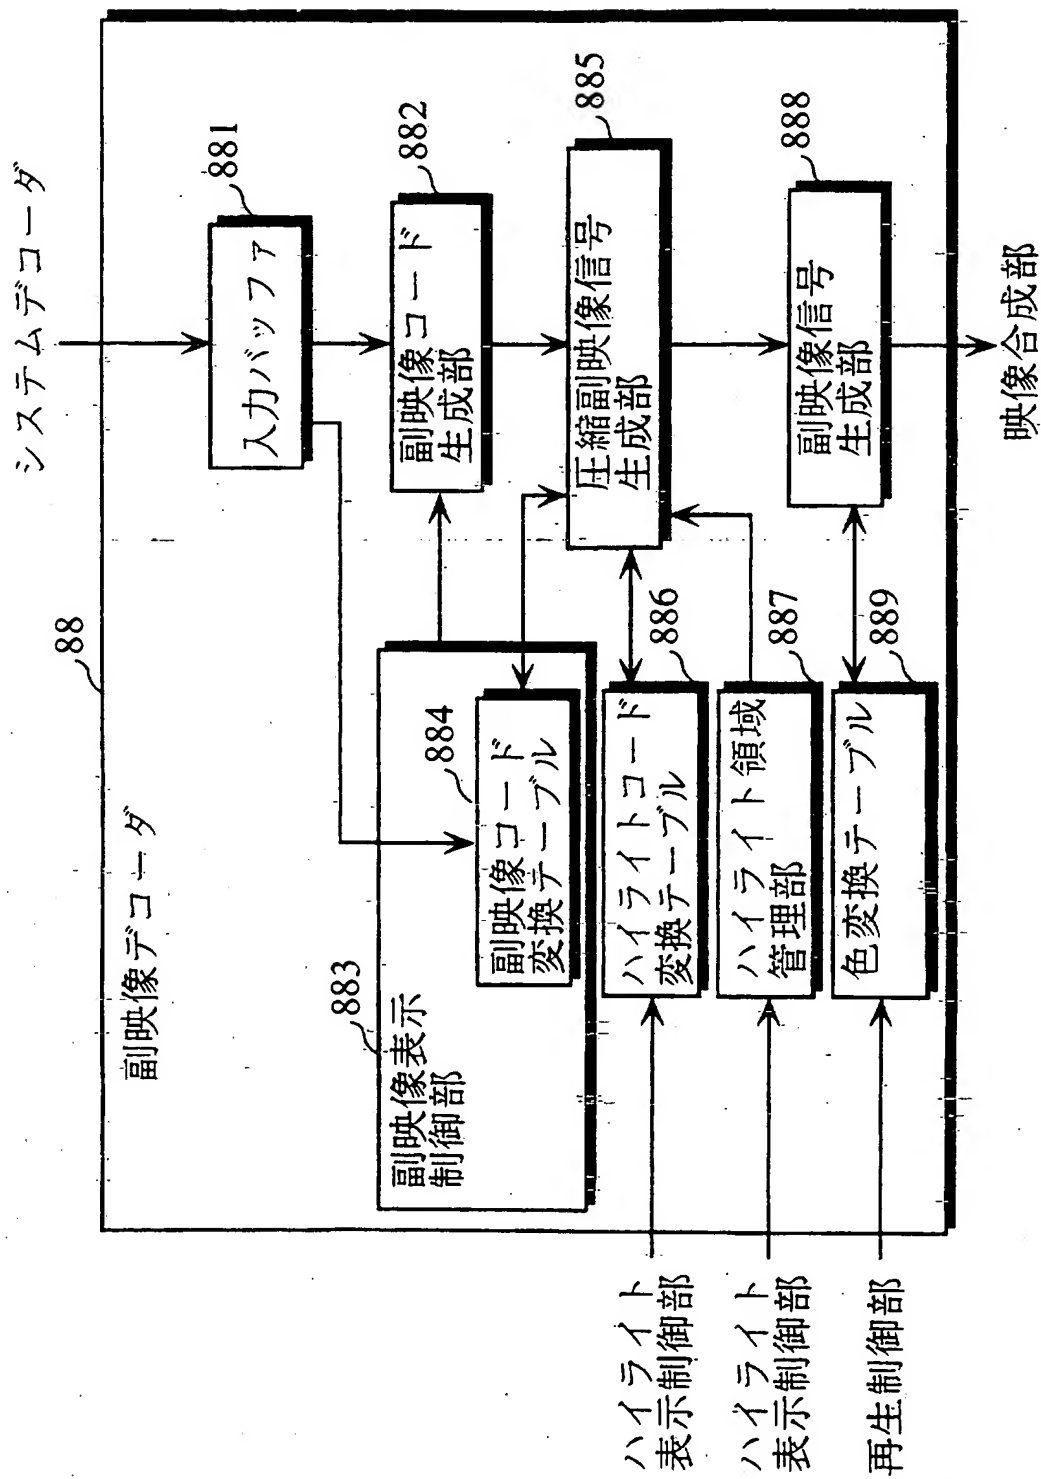 システムデコーダ
88
副映像デコーダ
881
入力バッファ
882
副映像コード
生成部
883
副映像表示
制御部
884
副映像コード
変換テーブル
885
圧縮副映像信号
生成部
886
ハイライトコード
変換テーブル
887
ハイライト領域
管理部
888
副映像信号
生成部
889
色変換テーブル
ハイライト
表示制御部
ハイライト
表示制御部
再生制御部
映像合成部